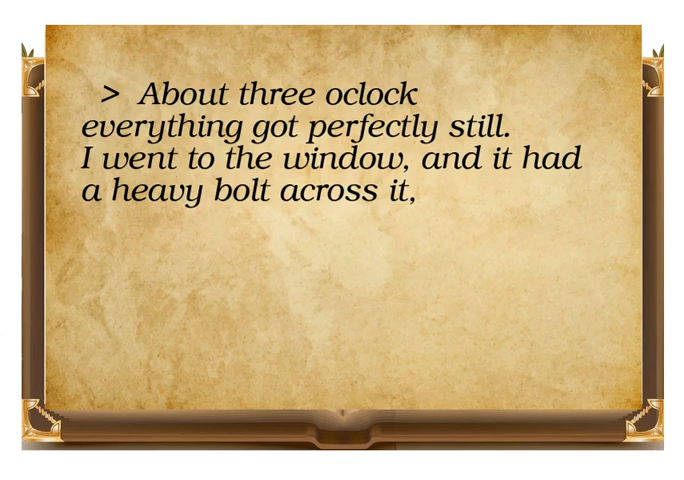 > About three oclock
everything got perfectly still.
I went to the window, and it had
a heavy bolt across it,